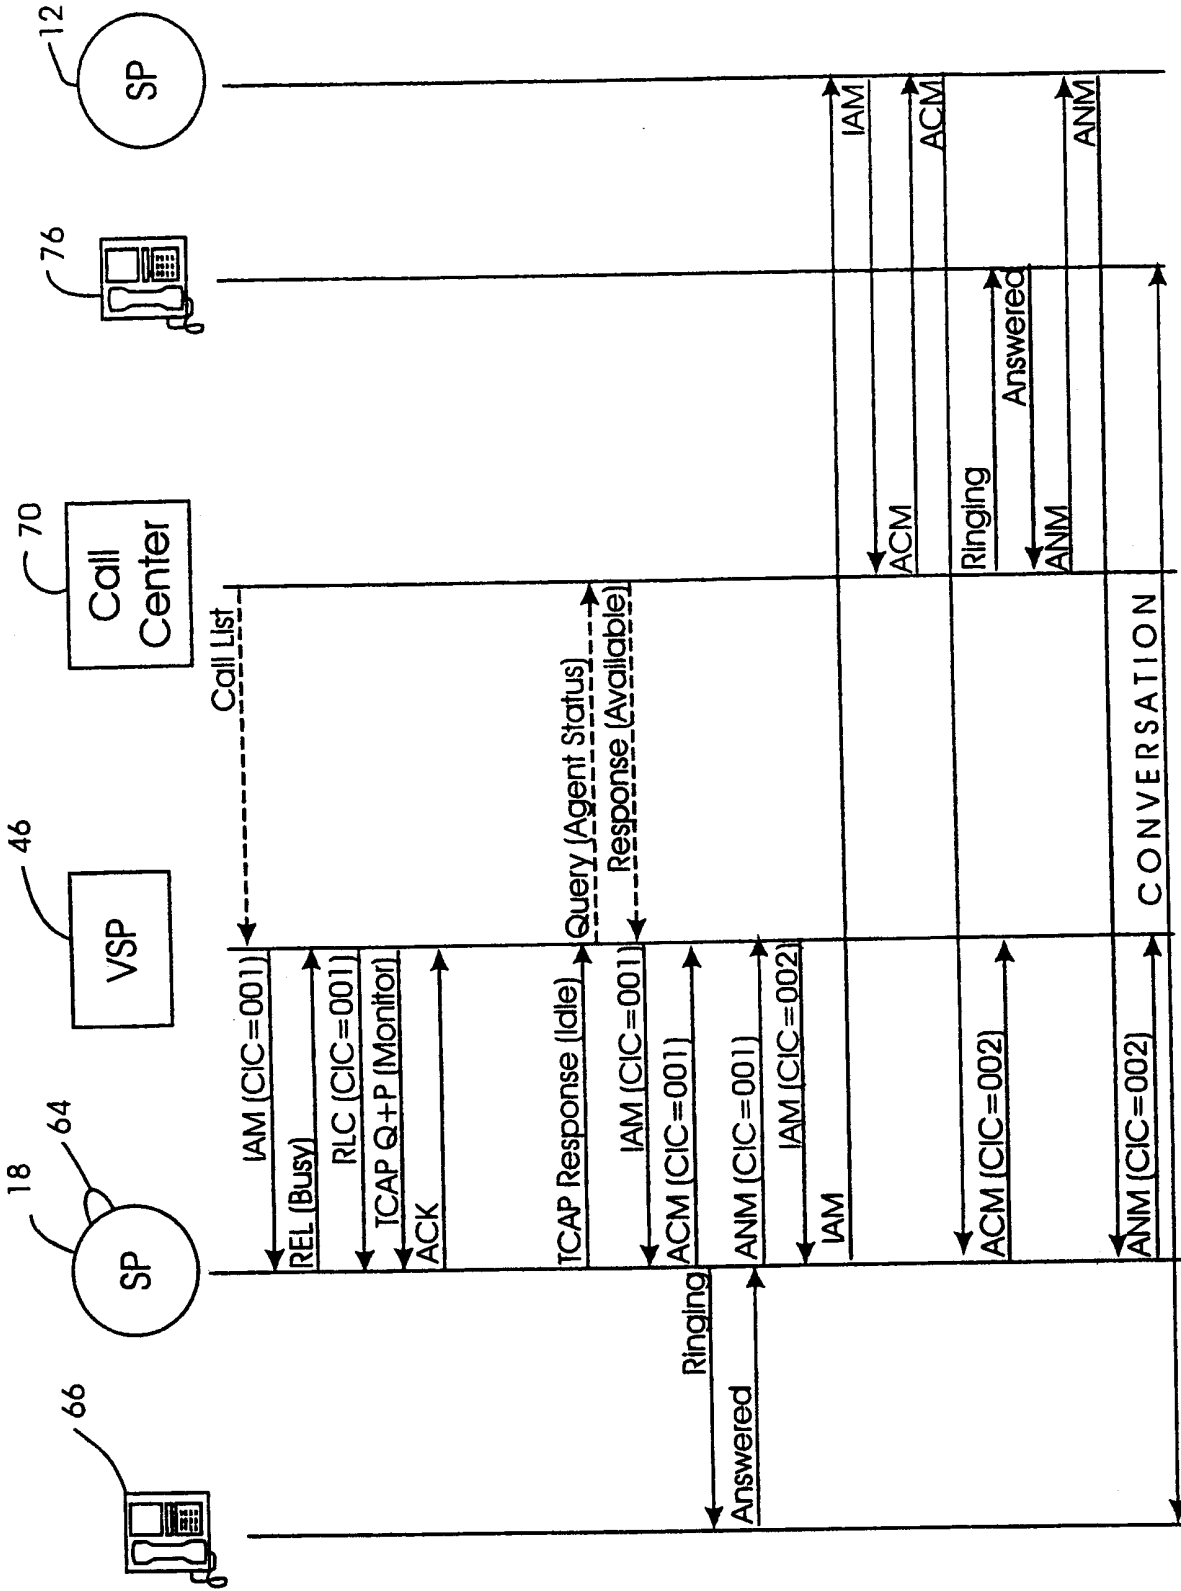 66
18
64
46
70
76
12
SP
VSP
Call
Center
SP
Call List
IAM (CIC=001)
REL (Busy)
RLC (CIC=001)
TCAP Q+P (Monitor)
ACK
TCAP Response (Idle)
Query (Agent Status)
Response (Available)
IAM (CIC=001)
ACM (CIC=001)
Ringing
Answered
ANM (CIC=001)
IAM (CIC=002)
IAM
IAM
ACM
ACM
ACM (CIC=002)
Ringing
Answered
ANM
ANM
ANM (CIC=002)
CONVERSATION